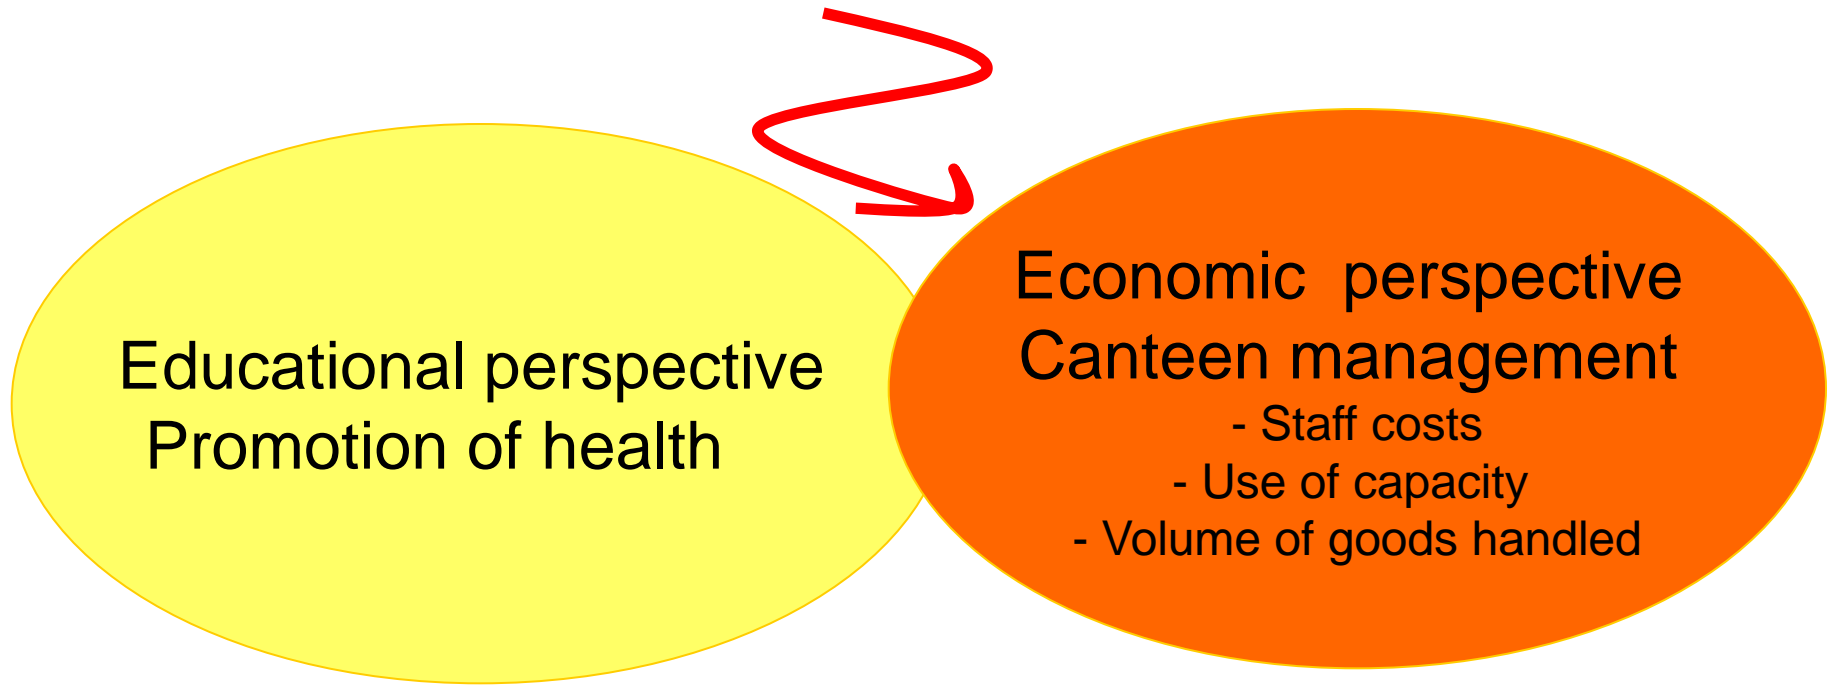 Educational perspective
Promotion of health
Economic perspective
Canteen management
- Staff costs
- Use of capacity
- Volume of goods handled